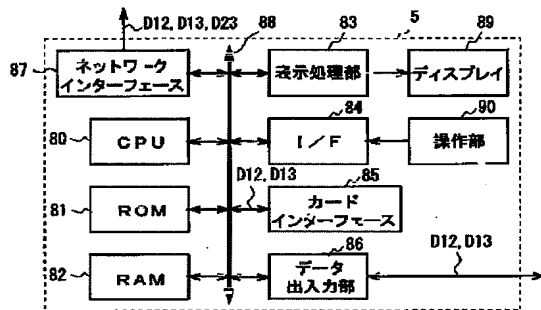 D12, D13, D23
88
83
5
89
87
ネットワーク
インターフェース
表示処理部
ディスプレイ
84
90
80
CPU
I/F
操作部
D12, D13
85
81
ROM
カード
インターフェース
86
D12, D13
82
RAM
データ
出入力部